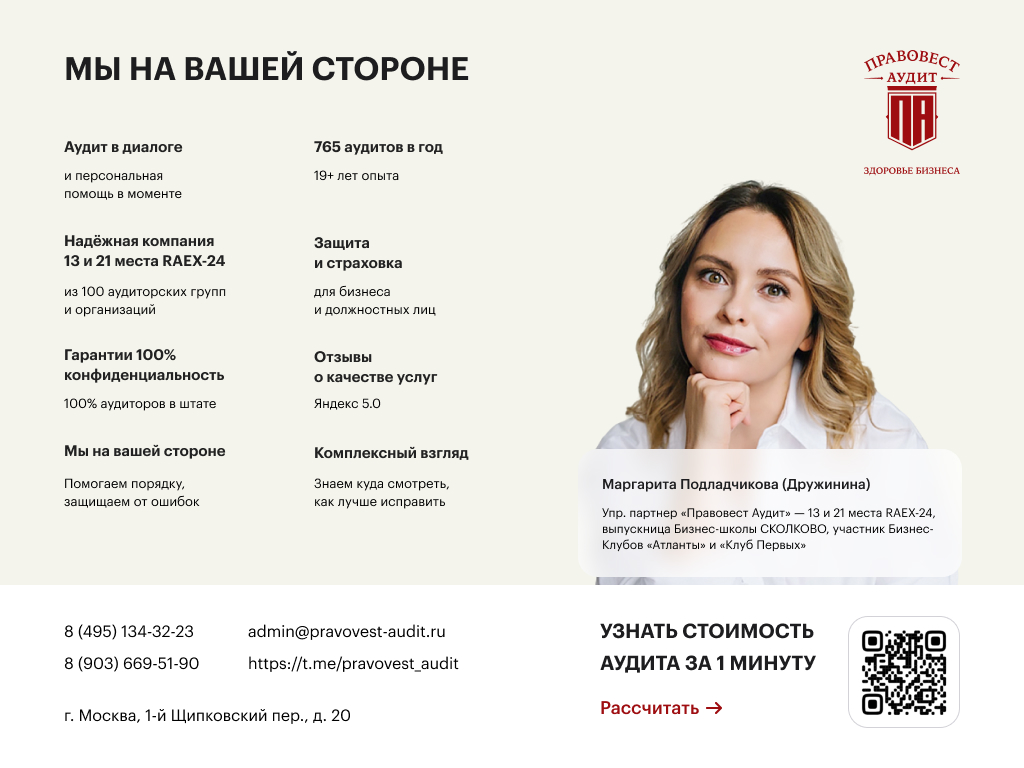 МЫ НА ВАШЕЙ СТОРОНЕ
ПРАВОВЕСТ
АУДИТ
ПА
ЗДОРОВЬЕ БИЗНЕСА
Аудит в диалоге
и персональная
помощь в моменте
765 аудитов в год
19+ лет опыта
Надёжная компания
13 и 21 места RAEX-24
из 100 аудиторских групп
и организаций
Защита
и страховка
для бизнеса
и должностных лиц
Гарантии 100%
конфиденциальность
100% аудиторов в штате
Отзывы
о качестве услуг
Яндекс 5.0
Мы на вашей стороне
Помогаем порядку,
защищаем от ошибок
Комплексный взгляд
Знаем куда смотреть,
как лучше исправить
Маргарита Подладчикова (Дружинина)
Упр. партнер «Правовест Аудит» — 13 и 21 места RAEX-24,
выпускница Бизнес-школы СКОЛКОВО, участник Бизнес-
Клубов «Атланты» и «Клуб Первых»
8 (495) 134-32-23
admin@pravovest-audit.ru
8 (903) 669-51-90
https://t.me/pravovest_audit
г. Москва, 1-й Щипковский пер., д. 20
УЗНАТЬ СТОИМОСТЬ
АУДИТА ЗА 1 МИНУТУ
Рассчитать →